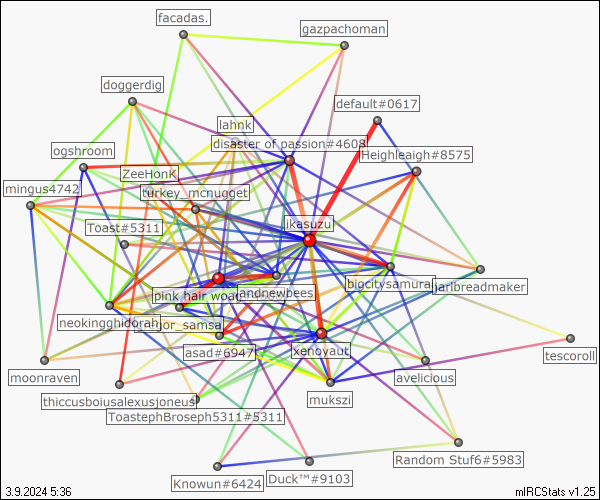 facadas.
gazpachoman
doggerdig
default#0617
lahnk
disaster of passion#4608
ogshroom
Heighleaigh#8575
ZeeHonK
mingus4742
turkey_mcnugget
Toast#5311
ikasuzu
bigcitysamurai
jarlbreadmaker
pink hair
andnewbees
neokingghidorah
jor_samsa
asad#6947
xenoyaut
tescoroll
moonraven
avelicious
thiccusboiusalexusjoneus
mukszi
ToastephBroseph5311#5311
Random Stuf6#5983
Knowun#6424
Duck™#9103
3.9.2024 5:36
mIRCStats v1.25